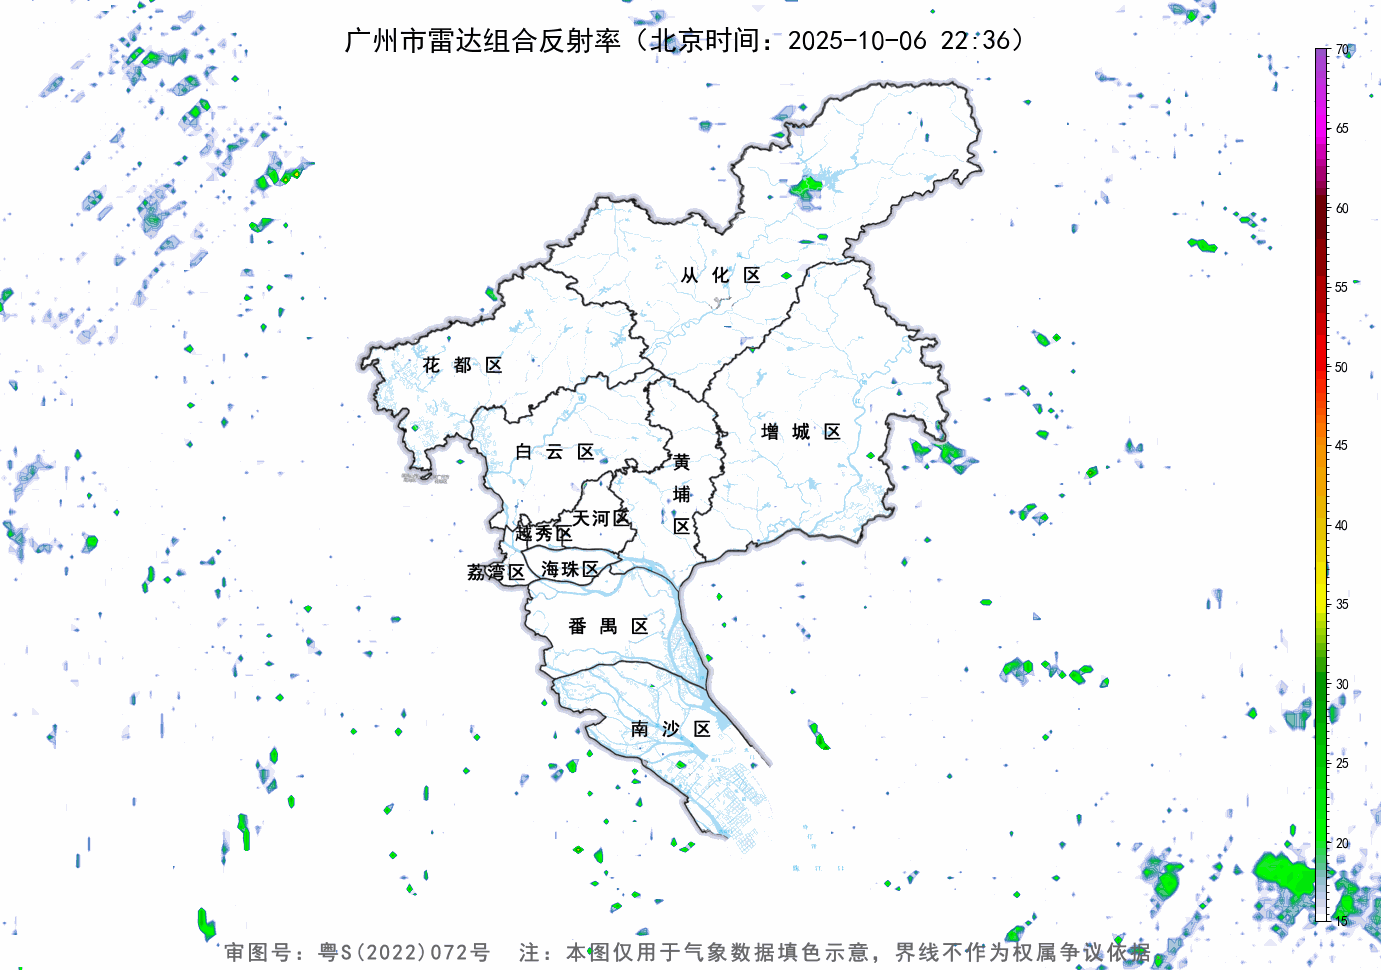 广州市雷达组合反射率（北京时间：2025-10-06 22:36）
70
65
60
55
50
45
40
35
30
25
20
15
从化区
花都区
增城区
白云区
黄埔区
天河区
越秀区
海珠区
荔湾区
番禺区
南沙区
审图号：粤S(2022)072号 注：本图仅用于气象数据填色示意，界线不作为权属争议依据。